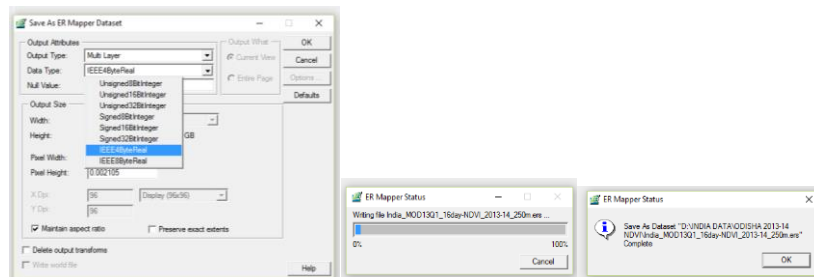 Save As ER Mapper Dataset
Output Attributes
Output Type: Multi Layer
Data Type: IEEE4ByteReal
Null Value:
Unsigned8BitInteger
Unsigned16BitInteger
Unsigned32BitInteger
Signed8BitInteger
Signed16BitInteger
Signed32BitInteger
IEEE4ByteReal
IEEE8ByteReal
Output What
Current View
Entire Page
OK
Cancel
Options ...
Defaults
Output Size
Width:
Height: GB
Pixel Width:
Pixel Height: 0.002105
X Dpi: 96 Display (96x96)
Y Dpi: 96
Maintain aspect ratio Preserve exact extents
Delete output transforms
Write world file
Help
ER Mapper Status
Writing file India_MOD13Q1_16day-NDVI_2013-14_250m.ers ...
0% 100%
Cancel
ER Mapper Status
Save As Dataset "D:\INDIA DATA\ODISHA 2013-14
NDVI\India_MOD13Q1_16day-NDVI_2013-14_250m.ers"
Complete
OK